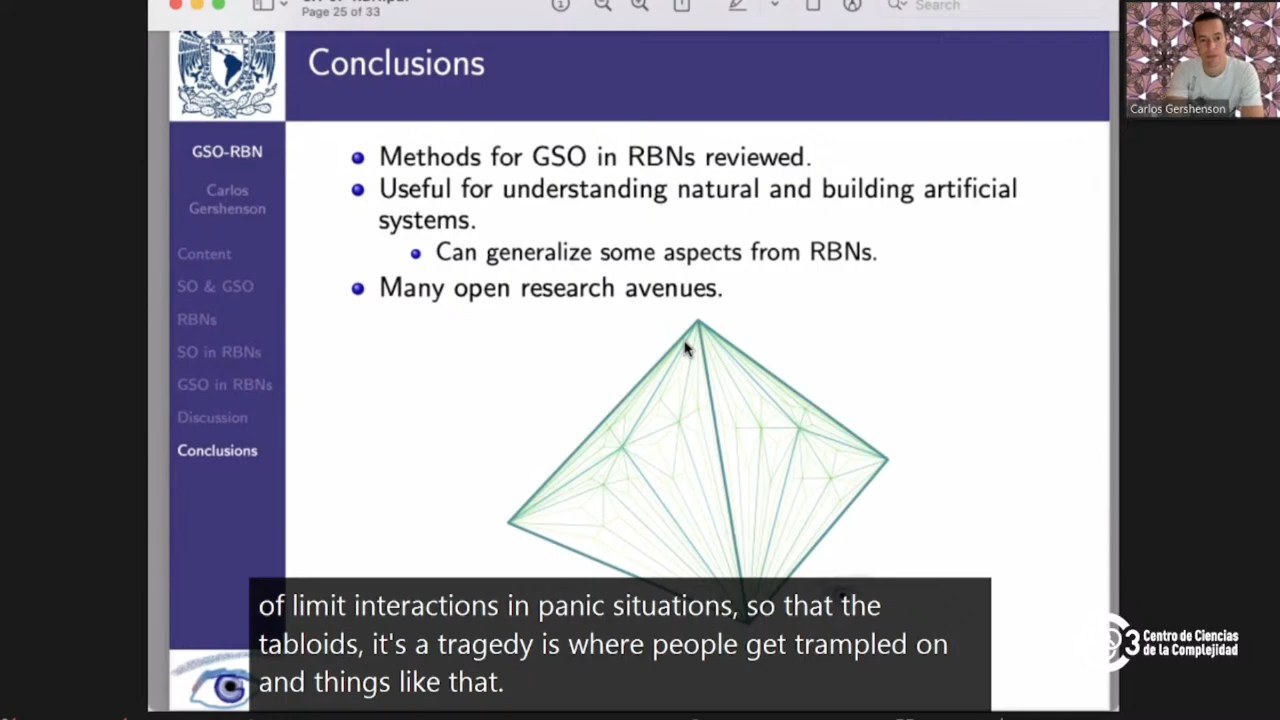 Page 25 of 33
Search
Conclusions
Carlos Gershenson
GSO-RBN
Carlos
Gershenson
Content
SO & GSO
RBNs
SO in RBNs
GSO in RBNs
Discussion
Conclusions
Methods for GSO in RBNs reviewed.
Useful for understanding natural and building artificial
systems.
Can generalize some aspects from RBNs.
Many open research avenues.
of limit interactions in panic situations, so that the
tabloids, it's a tragedy is where people get trampled on
and things like that.
C3 Centro de Ciencias
de la Complejidad